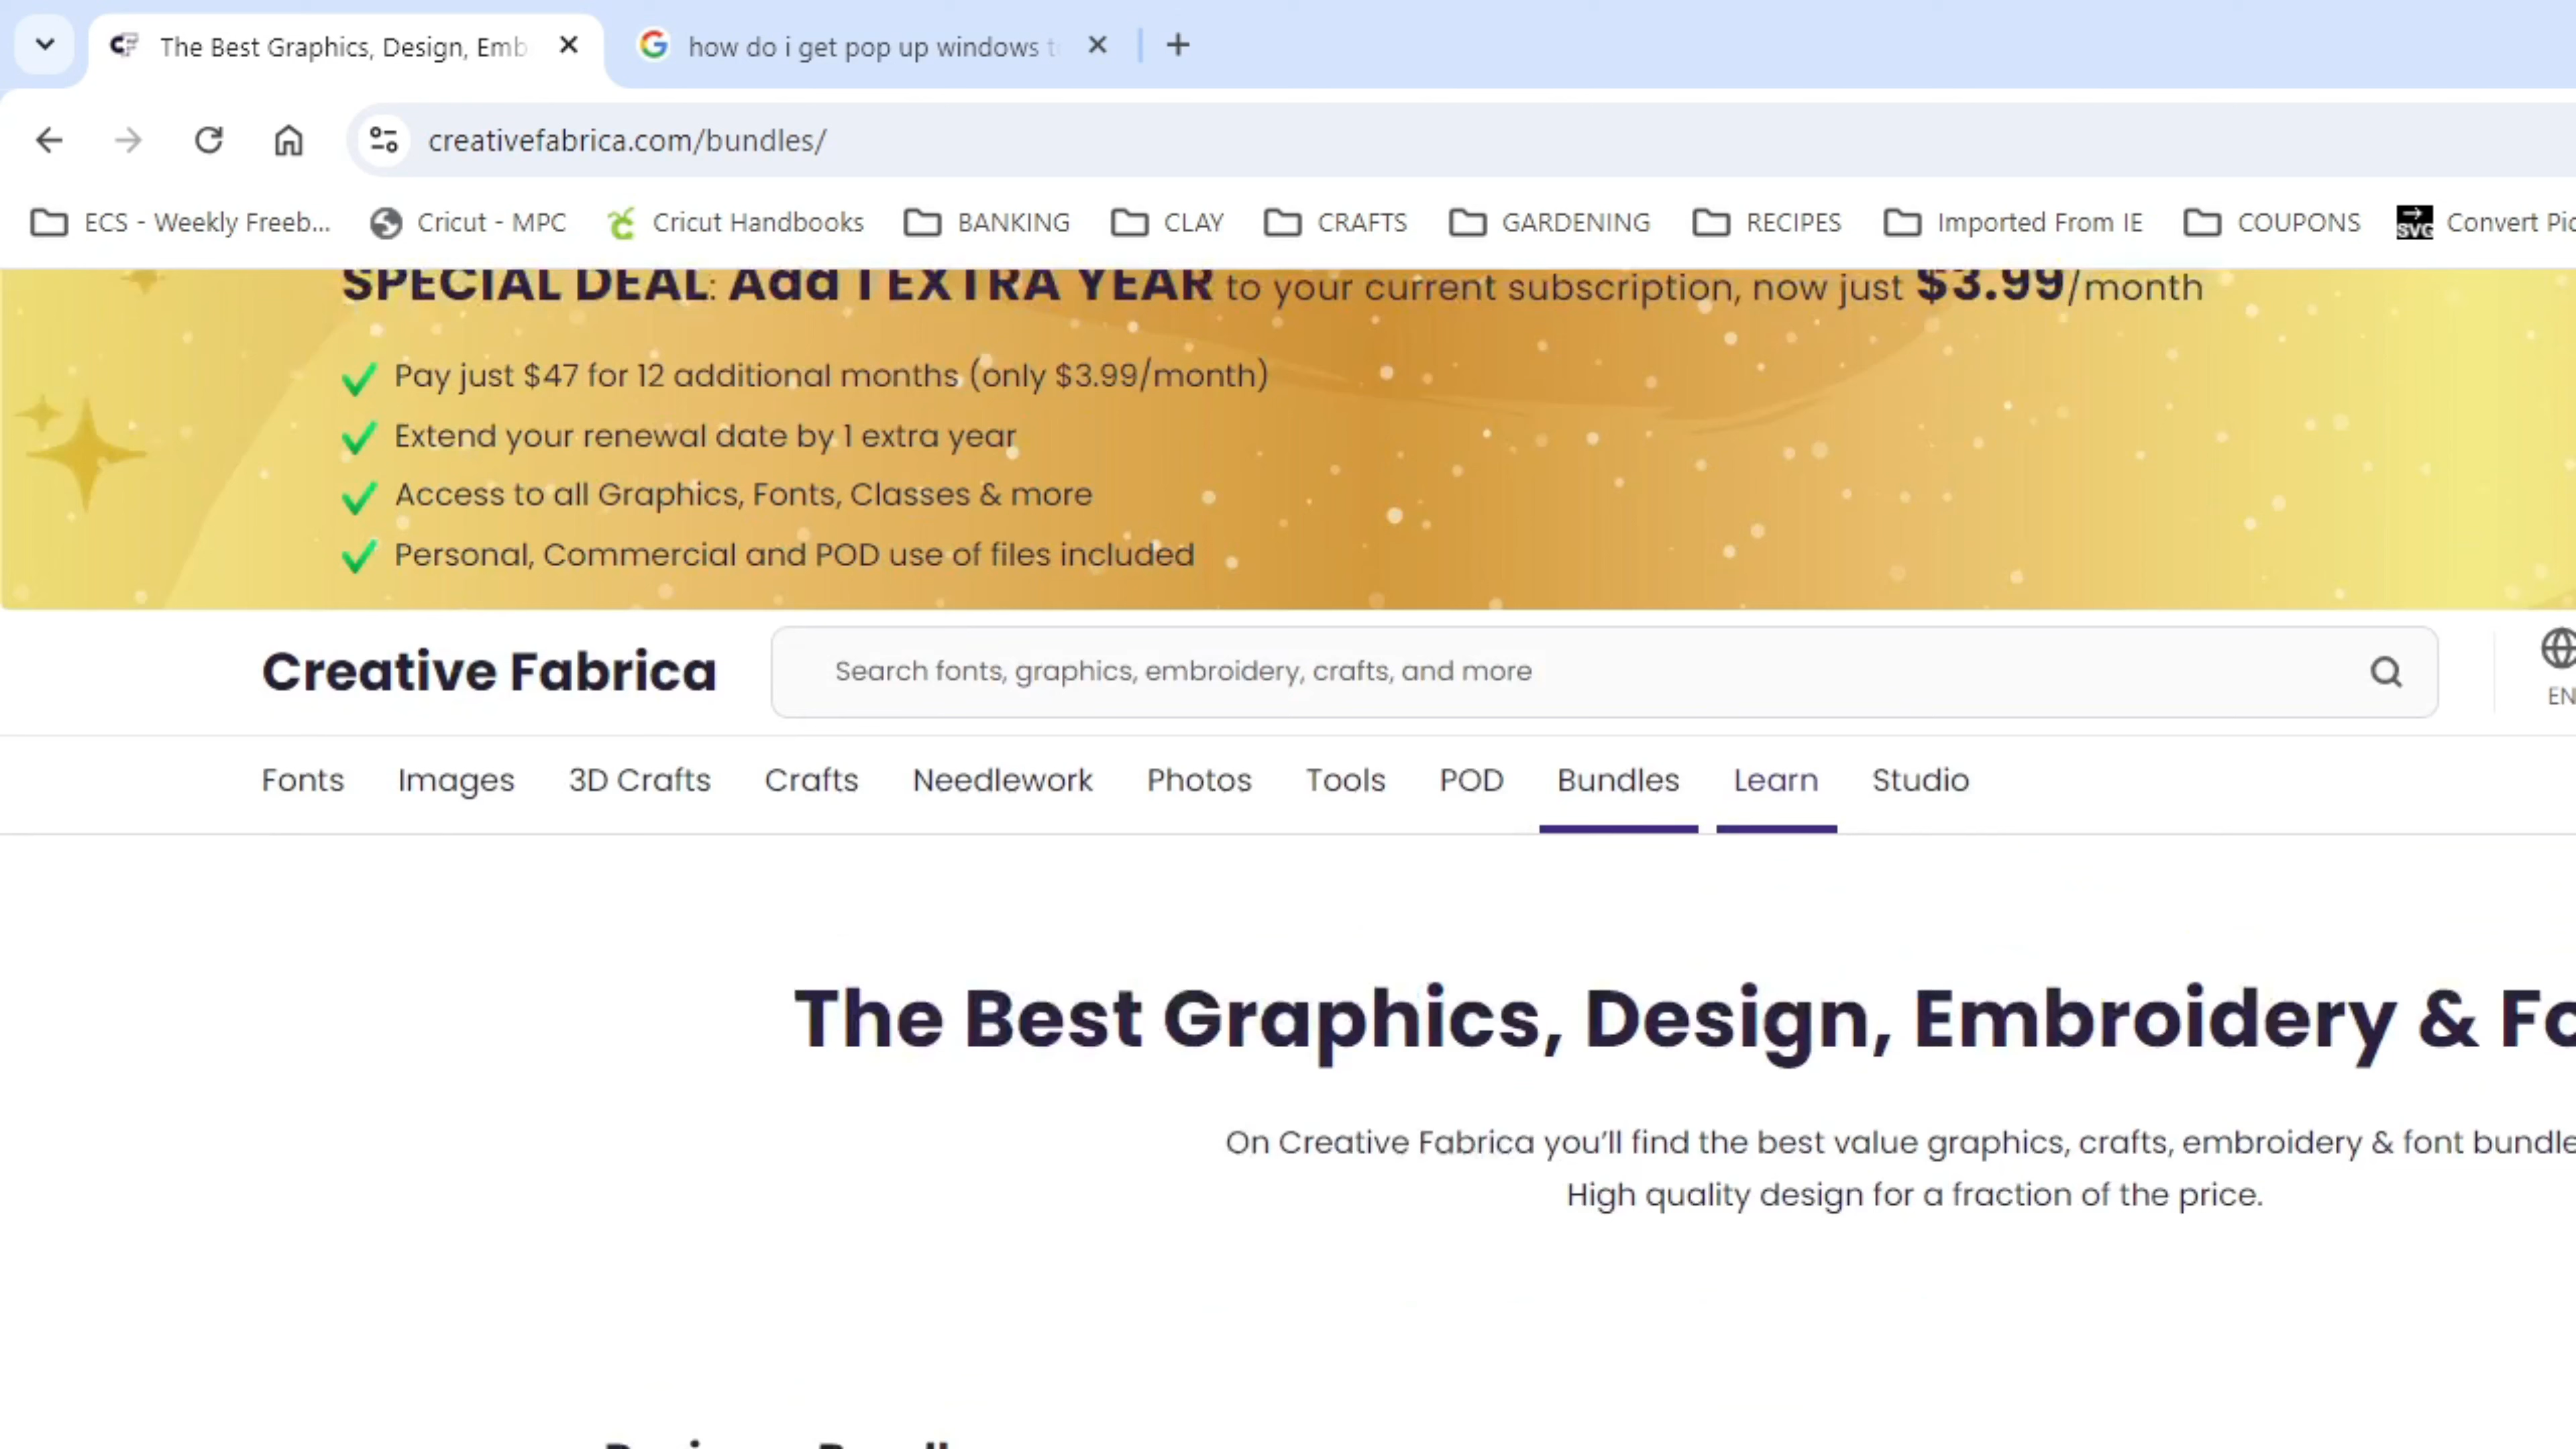 The Best Graphics, Design, Emb
how do i get pop up windows t
creativefabrica.com/bundles/
ECS - Weekly Freeb... Cricut - MPC Cricut Handbooks BANKING CLAY CRAFTS GARDENING RECIPES Imported From IE COUPONS SVG Convert Pic
SPECIAL DEAL: Add 1 EXTRA YEAR to your current subscription, now just $3.99/month
Pay just $47 for 12 additional months (only $3.99/month)
Extend your renewal date by 1 extra year
Access to all Graphics, Fonts, Classes & more
Personal, Commercial and POD use of files included
Creative Fabrica Search fonts, graphics, embroidery, crafts, and more
EN
Fonts Images 3D Crafts Crafts Needlework Photos Tools POD Bundles Learn Studio
The Best Graphics, Design, Embroidery & Fo
On Creative Fabrica you'll find the best value graphics, crafts, embroidery & font bundle
High quality design for a fraction of the price.